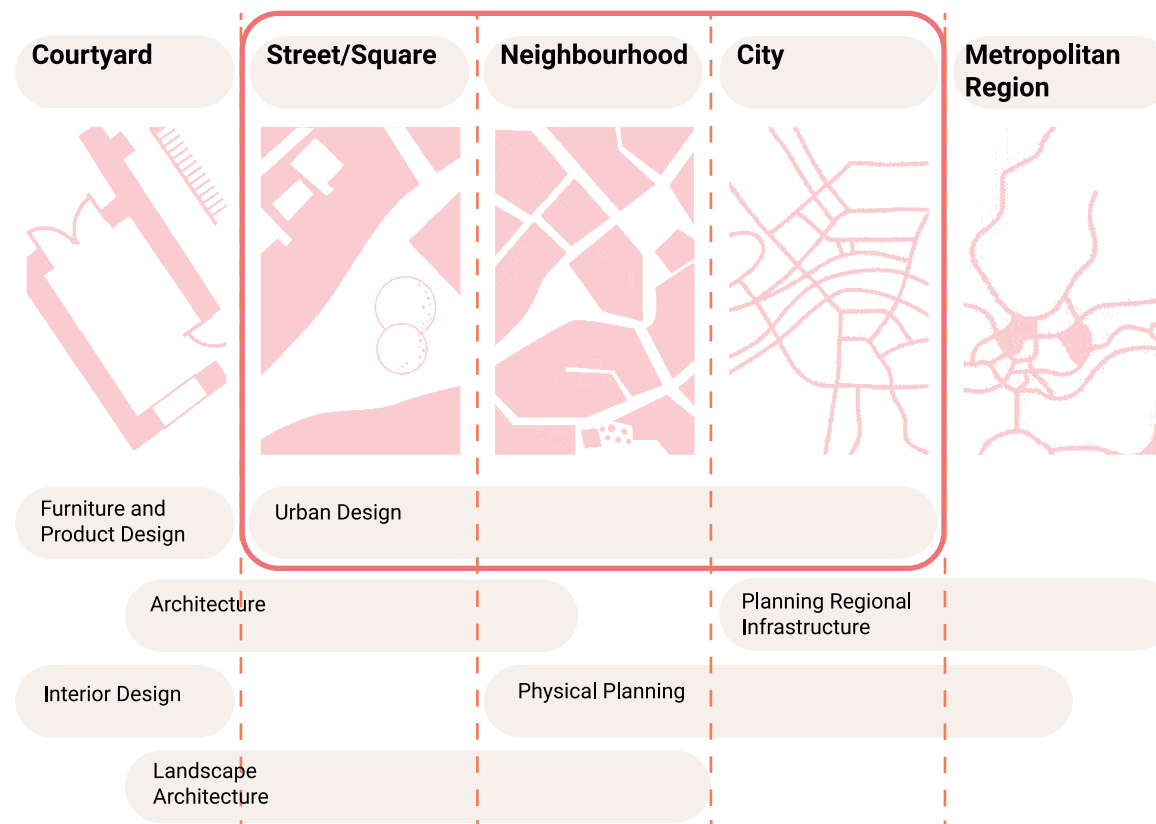 Courtyard
Street/Square
Neighbourhood
City
Metropolitan
Region
Furniture and
Product Design
Urban Design
Architecture
Planning Regional
Infrastructure
Interior Design
Physical Planning
Landscape
Architecture